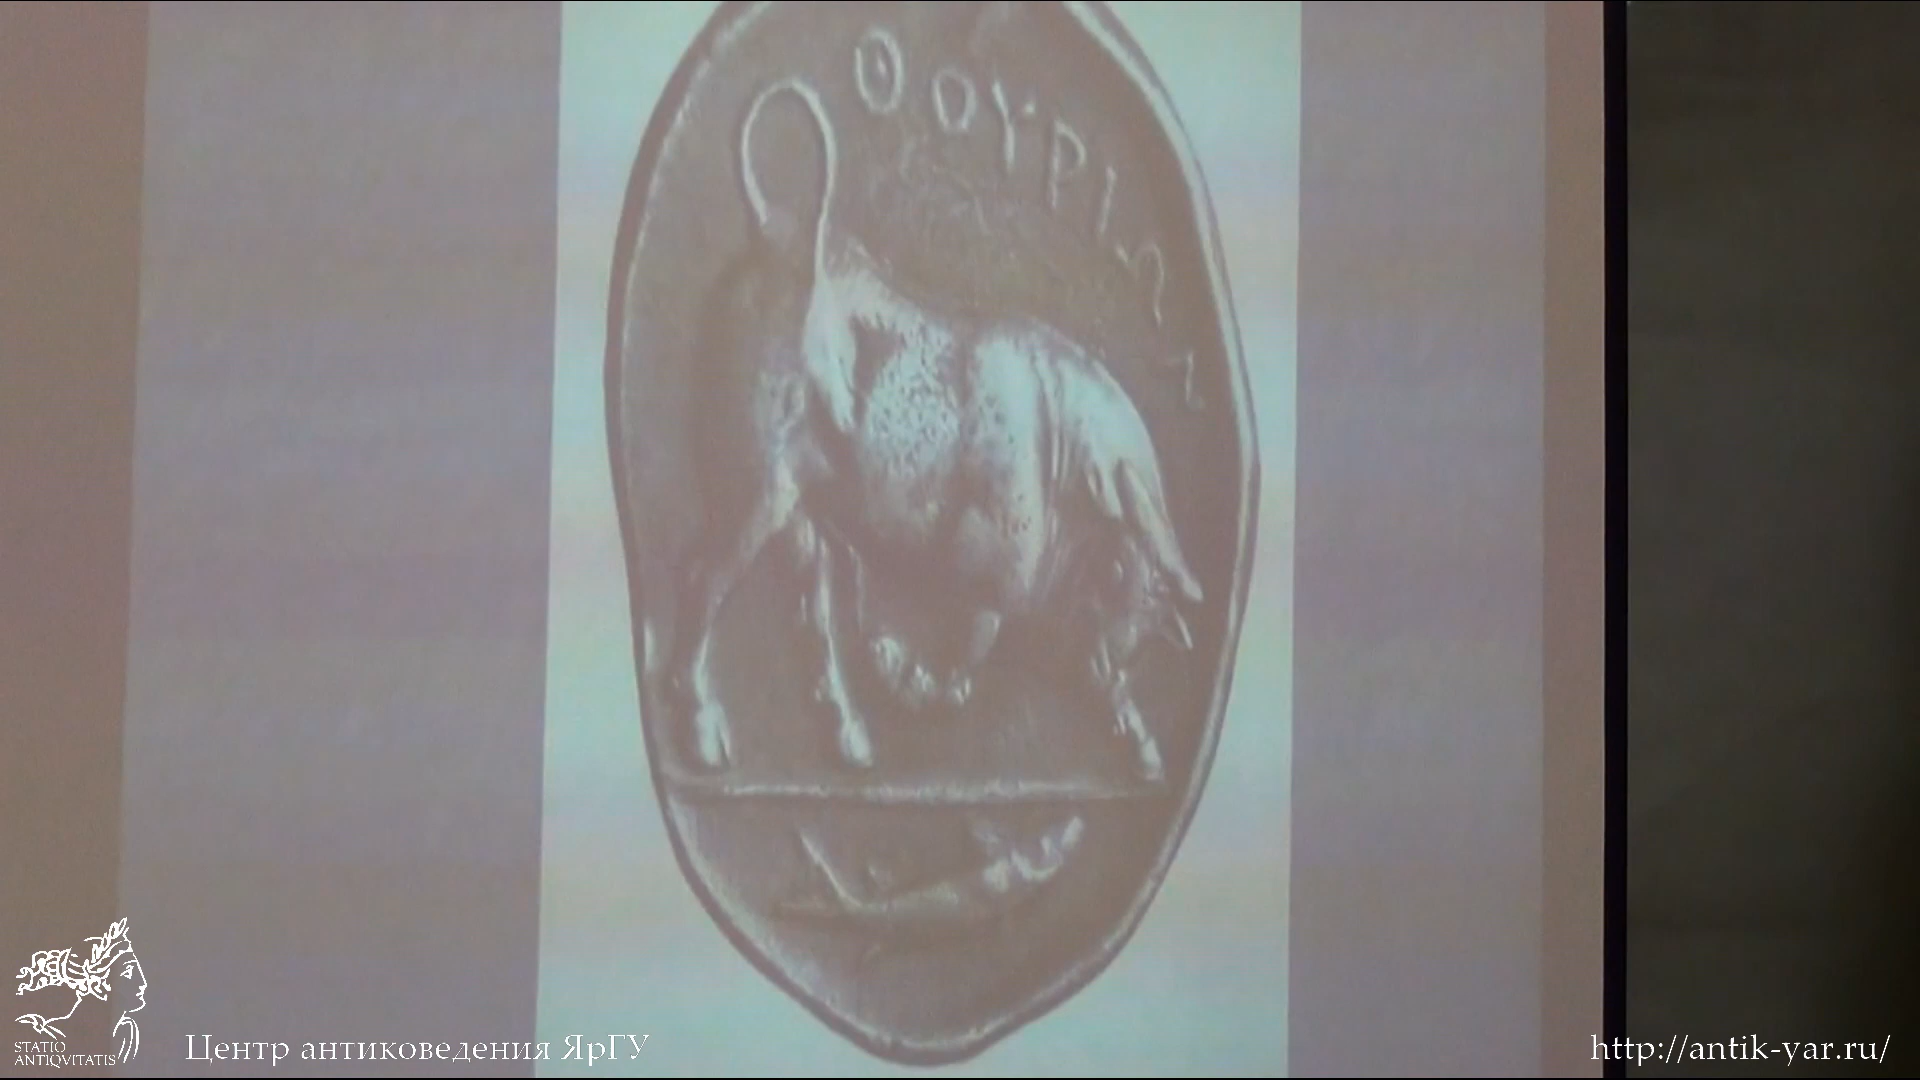 ΘΟΥΡΙΩΝ
STATIO
ANTIQVITATIS
Центр антиковедения ЯрГУ
http://antik-yar.ru/